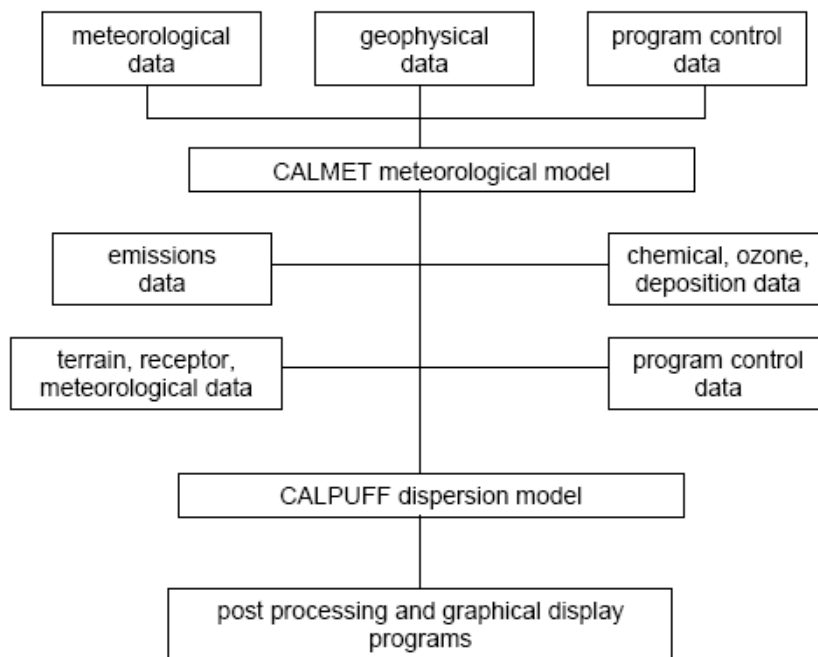 meteorological
data
geophysical
data
program control
data
CALMET meteorological model
emissions
data
chemical, ozone,
deposition data
terrain, receptor,
meteorological data
program control
data
CALPUFF dispersion model
post processing and graphical display
programs